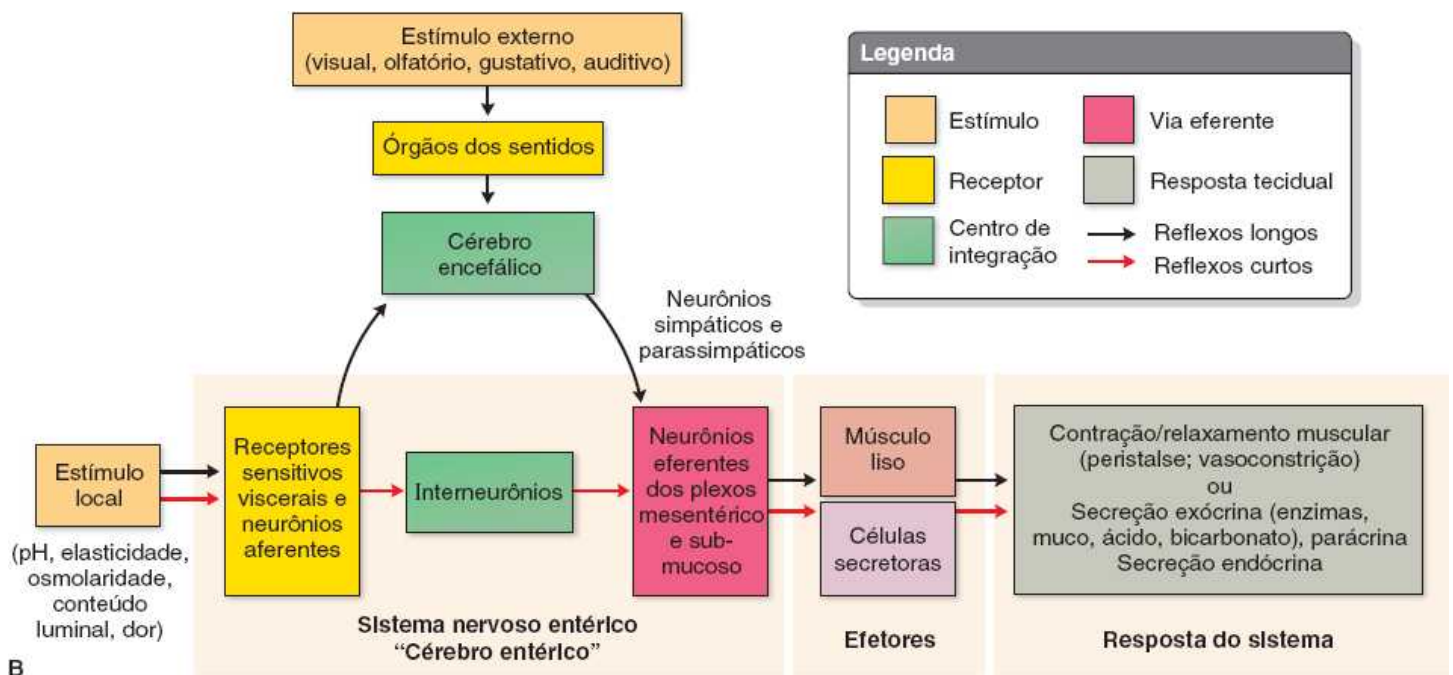 Estímulo externo
(visual, olfatório, gustativo, auditivo)
Órgãos dos sentidos
Cérebro
encefálico
Legenda
Estímulo
Via eferente
Receptor
Resposta tecidual
Centro de
integração
Reflexos longos
Reflexos curtos
Neurônios
simpáticos e
parassimpáticos
Estímulo
local
(pH, elasticidade,
osmolaridade,
conteúdo
luminal, dor)
Receptores
sensitivos
viscerais e
neurônios
aferentes
Interneurônios
Neurônios
eferentes
dos plexos
mesentérico
e sub-
mucoso
Músculo
liso
Células
secretoras
Contração/relaxamento muscular
(peristalse; vasoconstrição)
ou
Secreção exócrina (enzimas,
muco, ácido, bicarbonato), parácrina
Secreção endócrina
Sistema nervoso entérico
“Cérebro entérico”
Efetores
Resposta do sistema
B